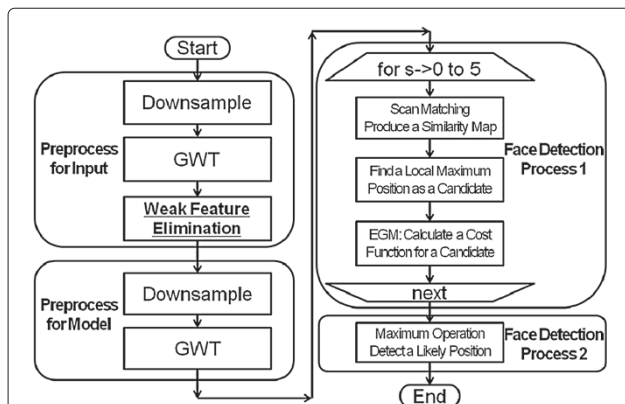 Start
Preprocess
for Input
Downsample
GWT
Weak Feature
Elimination
Preprocess
for Model
Downsample
GWT
for s->0 to 5
Scan Matching
Produce a Similarity Map
Find a Local Maximum
Position as a Candidate
EGM: Calculate a Cost
Function for a Candidate
next
Face Detection
Process 1
Maximum Operation
Detect a Likely Position
Face Detection
Process 2
End